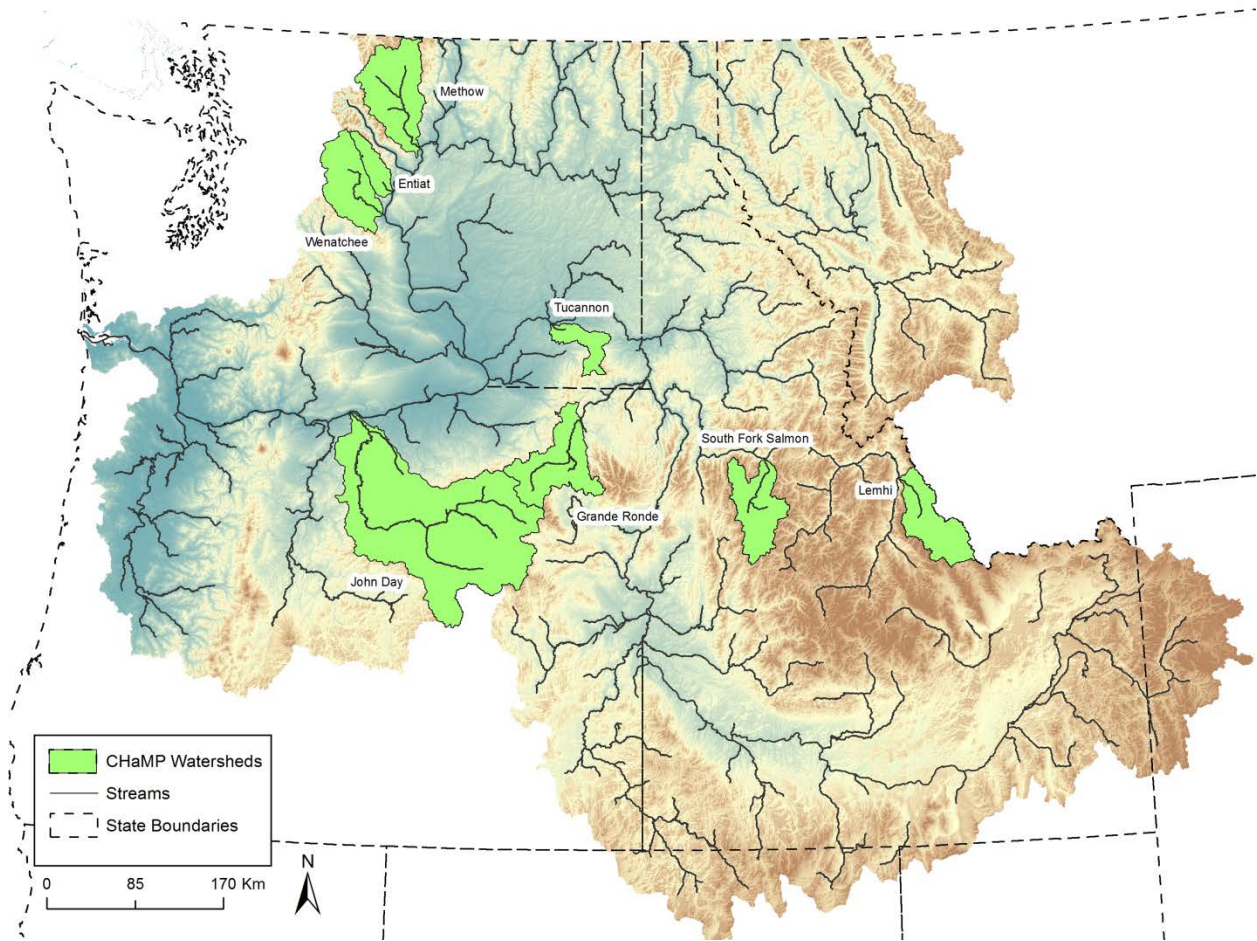 Methow
Entiat
Wenatchee
Tucannon
South Fork Salmon
Lemhi
Grande Ronde
John Day
CHaMP Watersheds
Streams
State Boundaries
N
0 85 170 Km